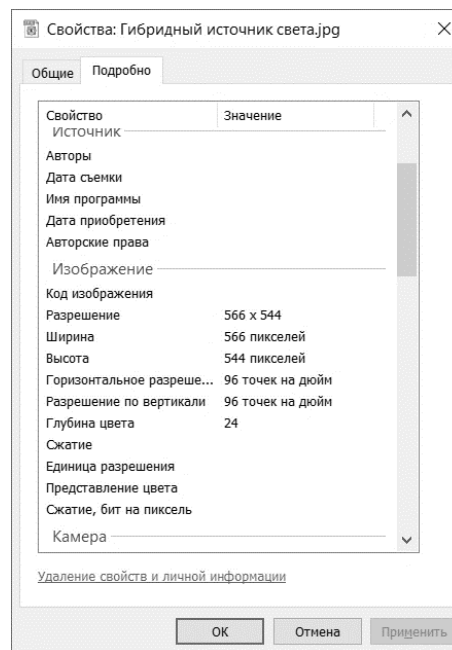 Свойства: Гибридный источник света.jpg
Общие Подробно
Свойство Значение
Источник
Авторы
Дата съемки
Имя программы
Дата приобретения
Авторские права
Изображение
Код изображения
Разрешение 566 x 544
Ширина 566 пикселей
Высота 544 пикселей
Горизонтальное разреше... 96 точек на дюйм
Разрешение по вертикали 96 точек на дюйм
Глубина цвета 24
Сжатие
Единица разрешения
Представление цвета
Сжатие, бит на пиксель
Камера
Удаление свойств и личной информации
ОК Отмена Применить